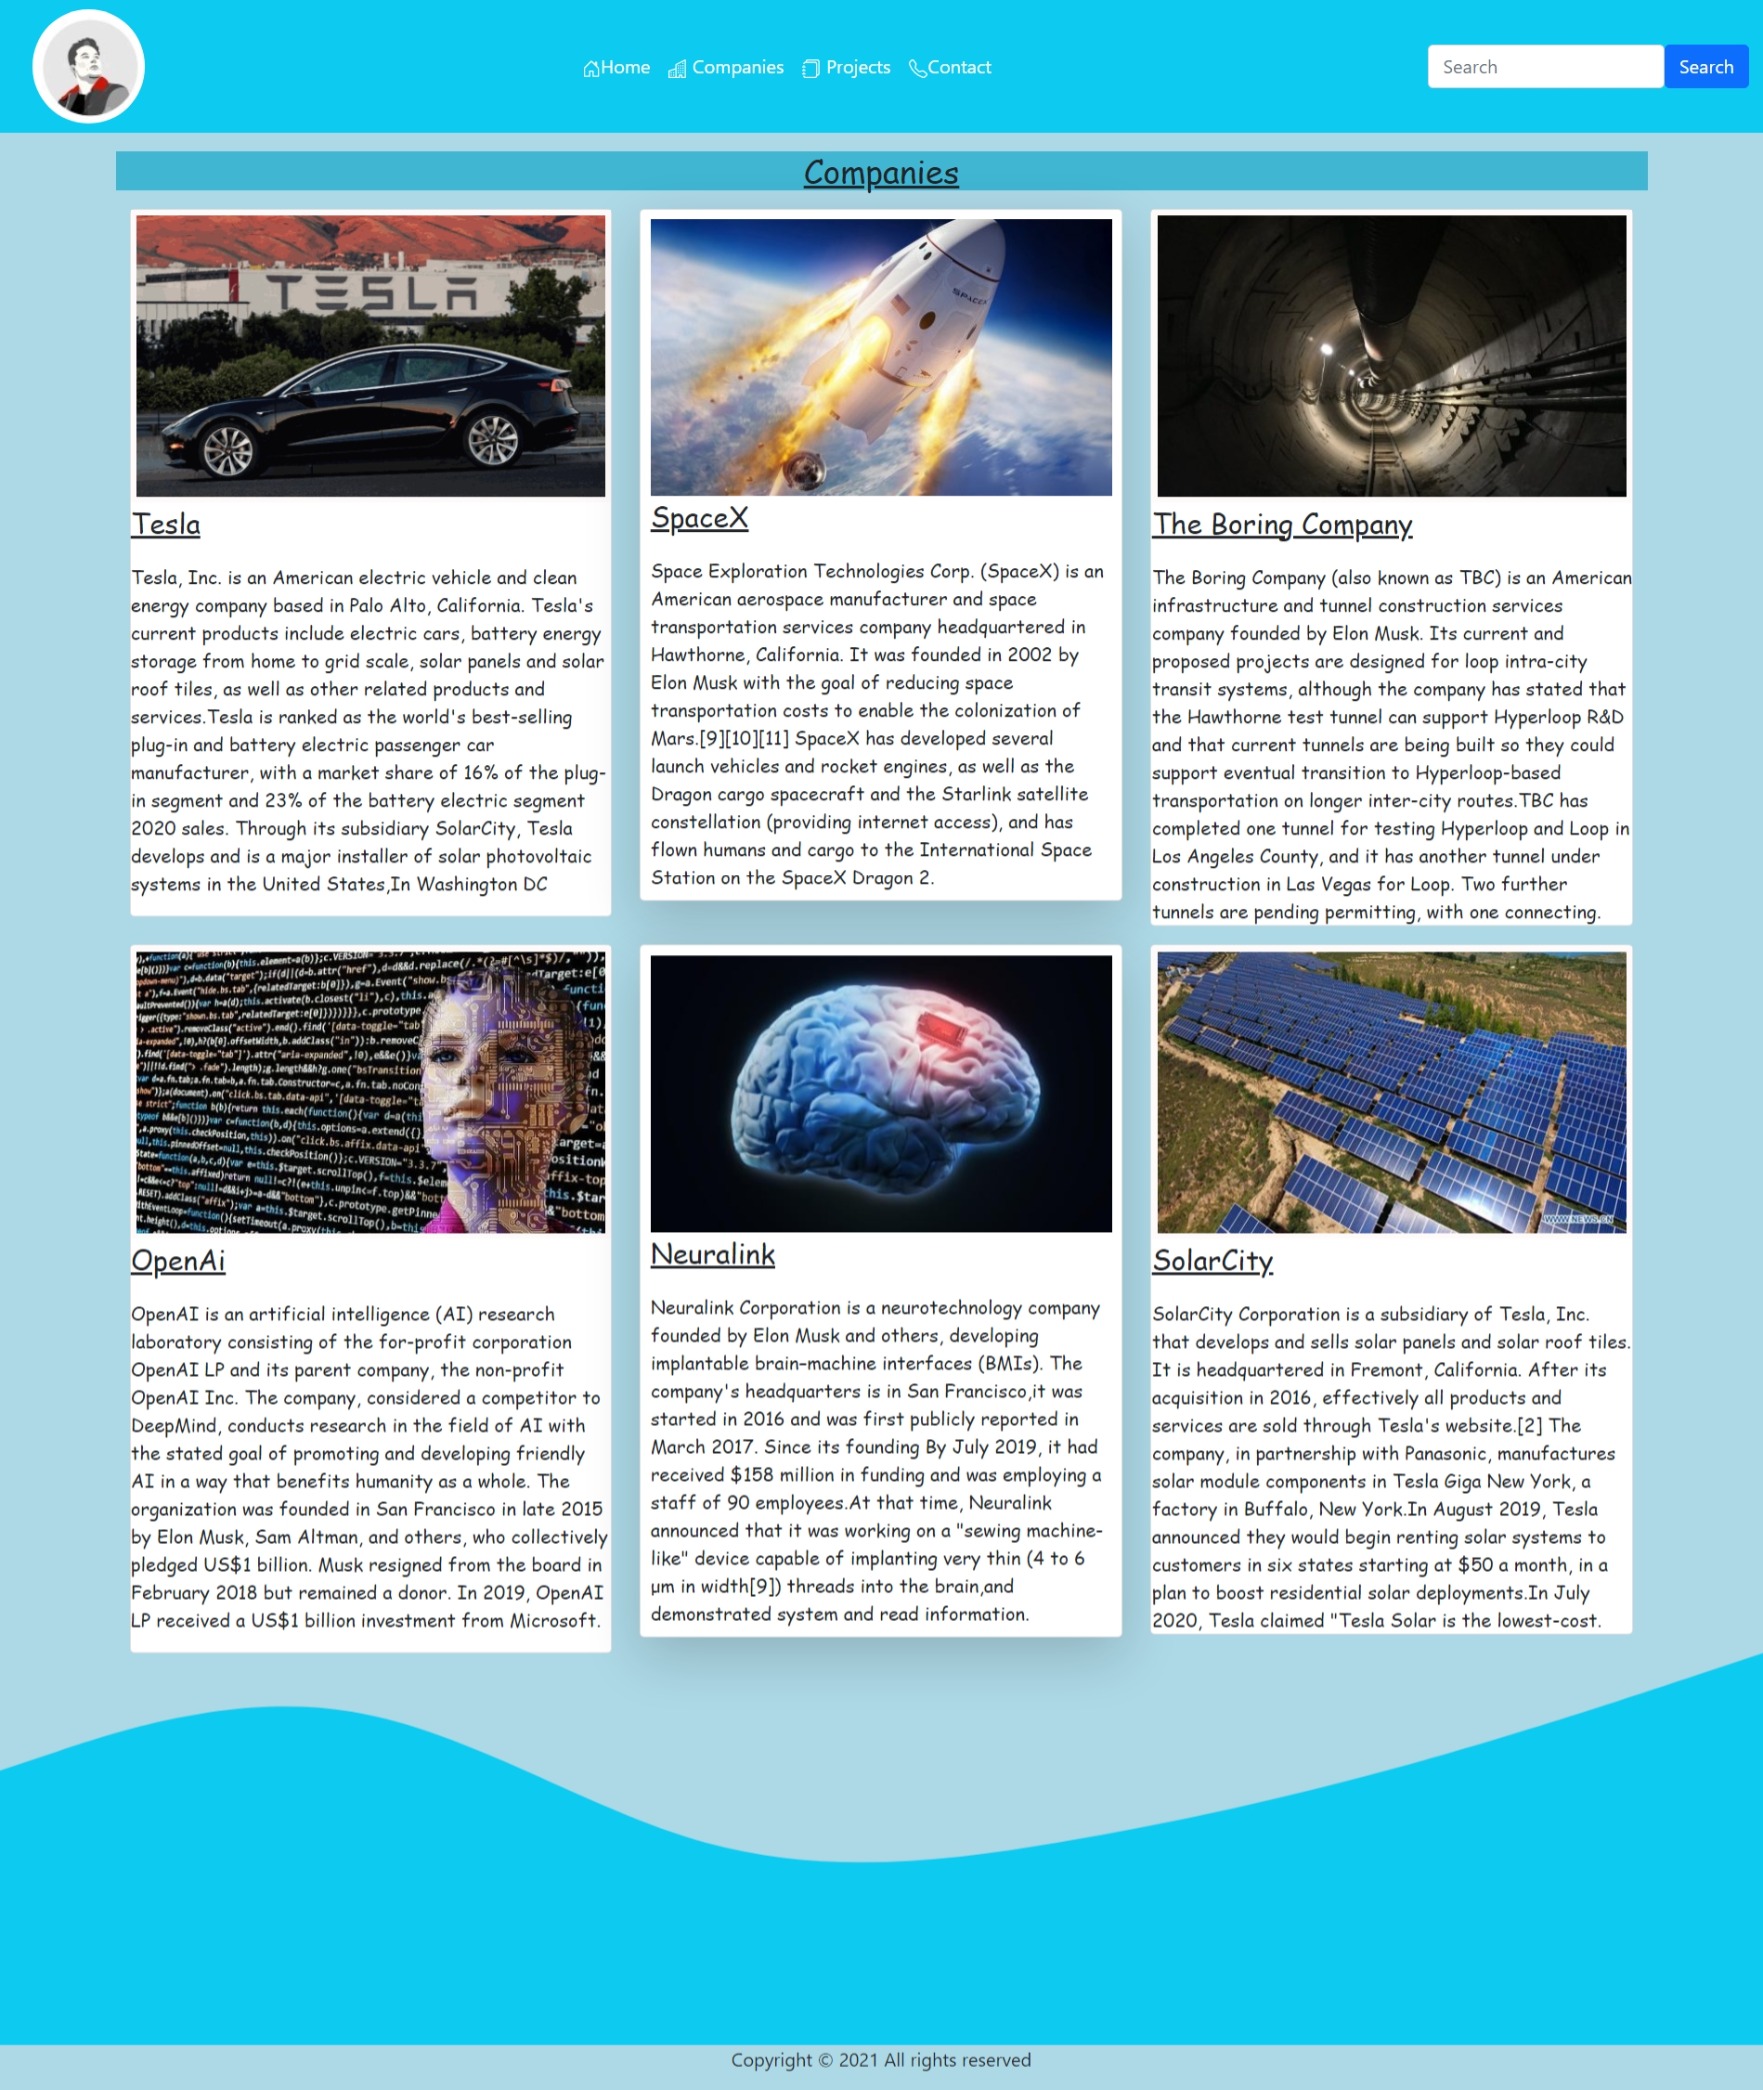 Home Companies Projects Contact
Search Search
Companies
TESLA
Tesla
Tesla, Inc. is an American electric vehicle and clean
energy company based in Palo Alto, California. Tesla's
current products include electric cars, battery energy
storage from home to grid scale, solar panels and solar
roof tiles, as well as other related products and
services.Tesla is ranked as the world's best-selling
plug-in and battery electric passenger car
manufacturer, with a market share of 16% of the plug-
in segment and 23% of the battery electric segment
2020 sales. Through its subsidiary SolarCity, Tesla
develops and is a major installer of solar photovoltaic
systems in the United States,In Washington DC
SPACEX
SpaceX
Space Exploration Technologies Corp. (SpaceX) is an
American aerospace manufacturer and space
transportation services company headquartered in
Hawthorne, California. It was founded in 2002 by
Elon Musk with the goal of reducing space
transportation costs to enable the colonization of
Mars.[9][10][11] SpaceX has developed several
launch vehicles and rocket engines, as well as the
Dragon cargo spacecraft and the Starlink satellite
constellation (providing internet access), and has
flown humans and cargo to the International Space
Station on the SpaceX Dragon 2.
The Boring Company
The Boring Company (also known as TBC) is an American
infrastructure and tunnel construction services
company founded by Elon Musk. Its current and
proposed projects are designed for loop intra-city
transit systems, although the company has stated that
the Hawthorne test tunnel can support Hyperloop R&D
and that current tunnels are being built so they could
support eventual transition to Hyperloop-based
transportation on longer inter-city routes.TBC has
completed one tunnel for testing Hyperloop and Loop in
Los Angeles County, and it has another tunnel under
construction in Las Vegas for Loop. Two further
tunnels are pending permitting, with one connecting.
OpenAi
OpenAI is an artificial intelligence (AI) research
laboratory consisting of the for-profit corporation
OpenAI LP and its parent company, the non-profit
OpenAI Inc. The company, considered a competitor to
DeepMind, conducts research in the field of AI with
the stated goal of promoting and developing friendly
AI in a way that benefits humanity as a whole. The
organization was founded in San Francisco in late 2015
by Elon Musk, Sam Altman, and others, who collectively
pledged US$1 billion. Musk resigned from the board in
February 2018 but remained a donor. In 2019, OpenAI
LP received a US$1 billion investment from Microsoft.
Neuralink
Neuralink Corporation is a neurotechnology company
founded by Elon Musk and others, developing
implantable brain–machine interfaces (BMIs). The
company's headquarters is in San Francisco,it was
started in 2016 and was first publicly reported in
March 2017. Since its founding By July 2019, it had
received $158 million in funding and was employing a
staff of 90 employees.At that time, Neuralink
announced that it was working on a "sewing machine-
like" device capable of implanting very thin (4 to 6
μm in width[9]) threads into the brain,and
demonstrated system and read information.
WWW.NEWS.CN
SolarCity
SolarCity Corporation is a subsidiary of Tesla, Inc.
that develops and sells solar panels and solar roof tiles.
It is headquartered in Fremont, California. After its
acquisition in 2016, effectively all products and
services are sold through Tesla's website.[2] The
company, in partnership with Panasonic, manufactures
solar module components in Tesla Giga New York, a
factory in Buffalo, New York.In August 2019, Tesla
announced they would begin renting solar systems to
customers in six states starting at $50 a month, in a
plan to boost residential solar deployments.In July
2020, Tesla claimed "Tesla Solar is the lowest-cost.
Copyright © 2021 All rights reserved